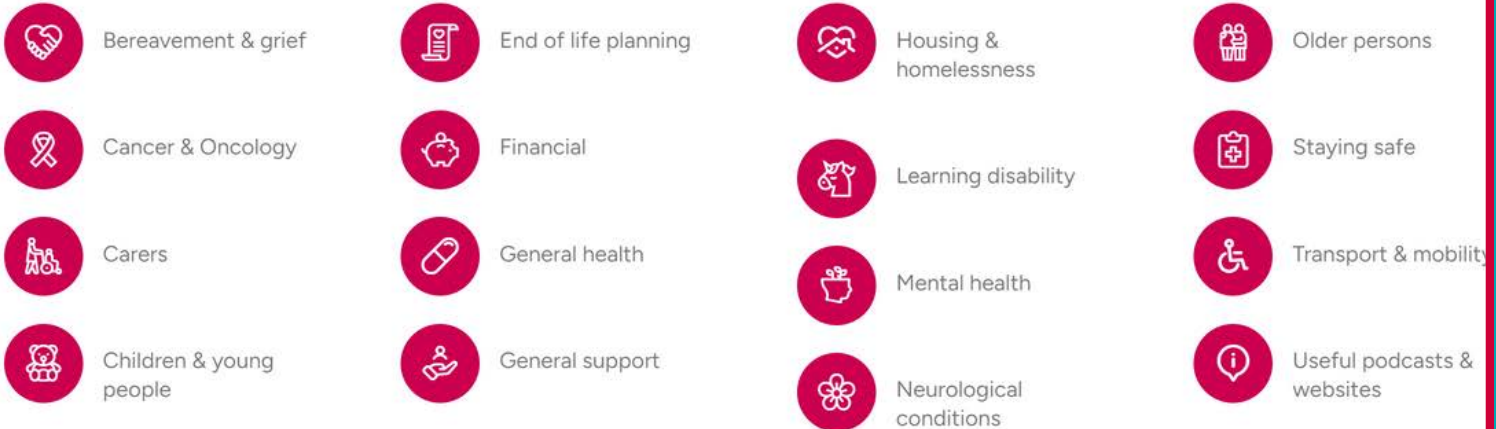 Bereavement & grief
Cancer & Oncology
Carers
Children & young
people
End of life planning
Financial
General health
General support
Housing &
homelessness
Learning disability
Mental health
Neurological
conditions
Older persons
Staying safe
Transport & mobility
Useful podcasts &
websites